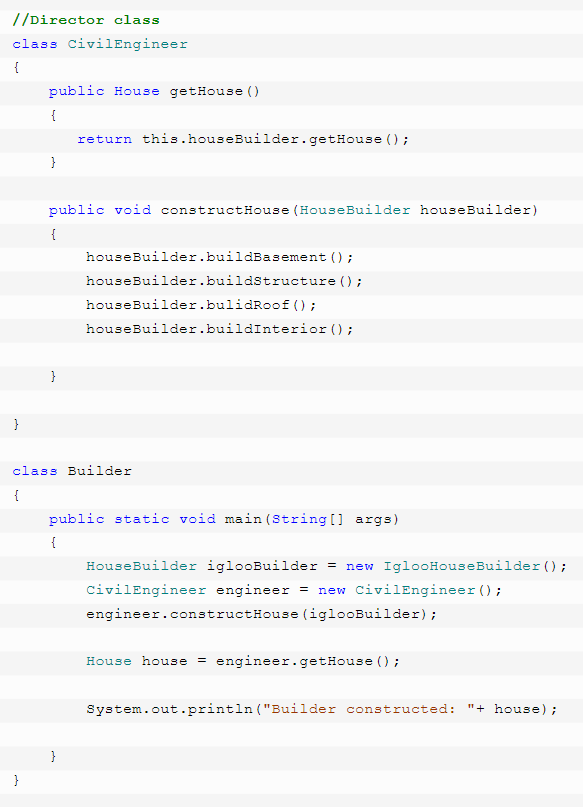 //Director class
class CivilEngineer
{
    public House getHouse()
    {
       return this.houseBuilder.getHouse();
    }

    public void constructHouse(HouseBuilder houseBuilder)
    {
        houseBuilder.buildBasement();
        houseBuilder.buildStructure();
        houseBuilder.bulidRoof();
        houseBuilder.buildInterior();

    }

}

class Builder
{
    public static void main(String[] args)
    {
        HouseBuilder iglooBuilder = new IglooHouseBuilder();
        CivilEngineer engineer = new CivilEngineer();
        engineer.constructHouse(iglooBuilder);

        House house = engineer.getHouse();

        System.out.println("Builder constructed: "+ house);

    }
}